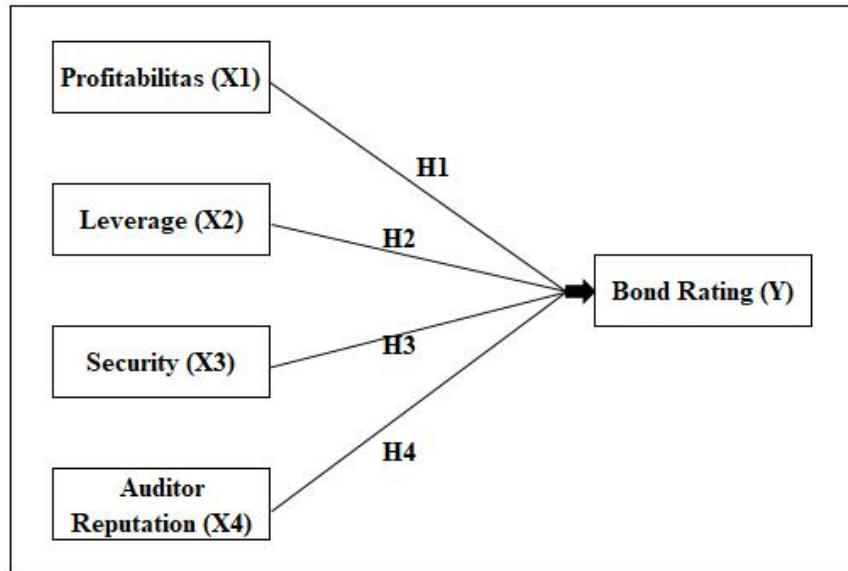 Profitabilitas (X1)
H1
Leverage (X2)
H2
Bond Rating (Y)
Security (X3)
H3
H4
Auditor
Reputation (X4)